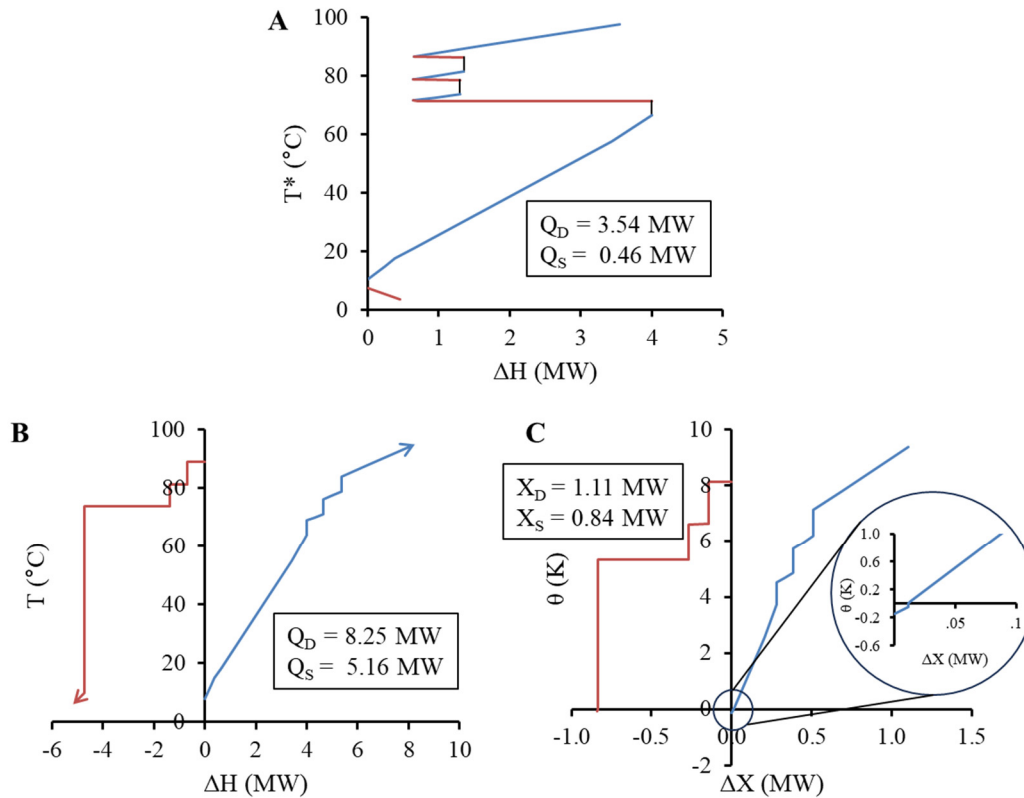 A
100
80
60
40
20
0
T* (°C)
0 1 2 3 4 5
ΔH (MW)
Q_D = 3.54 MW
Q_S = 0.46 MW
B
100
80
60
40
20
0
T (°C)
-6 -4 -2 0 2 4 6 8 10
ΔH (MW)
Q_D = 8.25 MW
Q_S = 5.16 MW
C
10
8
6
4
2
0
-2
θ (K)
-1.0 -0.5 0.0 0.5 1.0 1.5
ΔX (MW)
X_D = 1.11 MW
X_S = 0.84 MW
1.0
0.6
0.2
-0.2
-0.6
θ (K)
.05 .1
ΔX (MW)